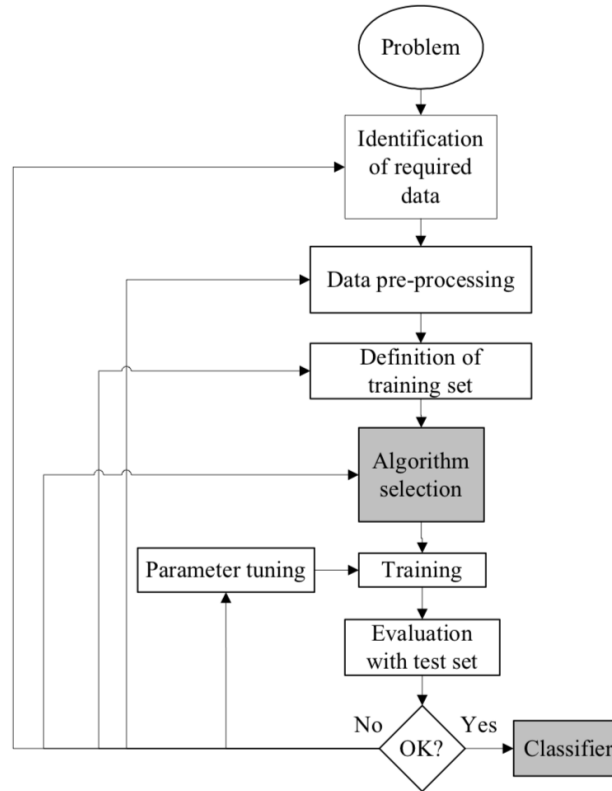 Problem
Identification
of required
data
Data pre-processing
Definition of
training set
Algorithm
selection
Parameter tuning
Training
Evaluation
with test set
No
Yes
OK?
Classifier